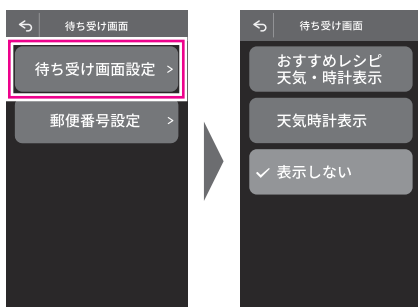 待ち受け画面
待ち受け画面設定 >
郵便番号設定 >
待ち受け画面
おすすめレシピ
天気・時計表示
天気時計表示
✓ 表示しない